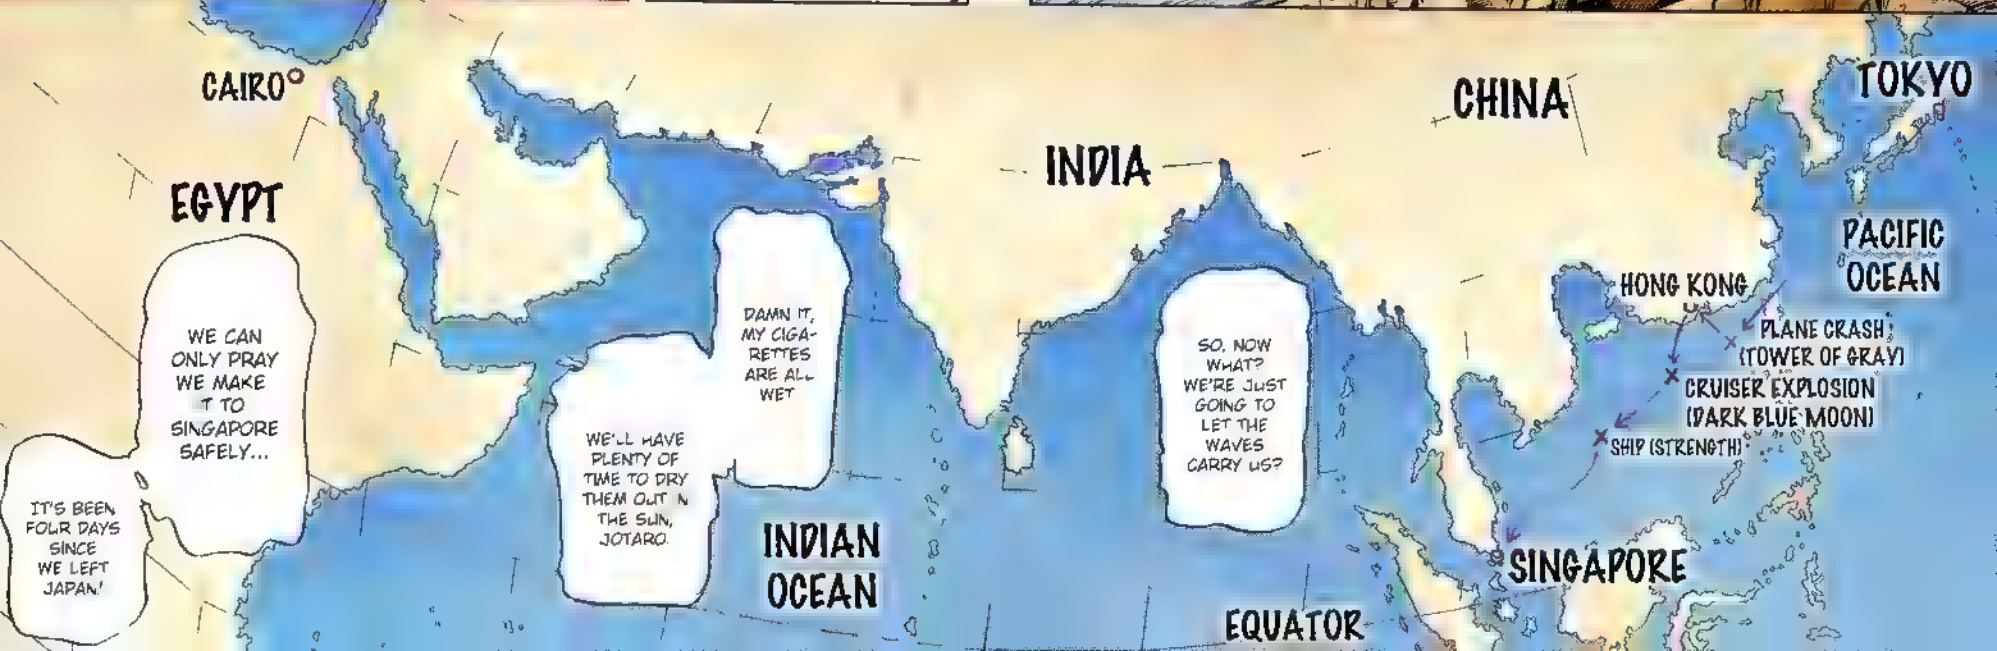 CAIRO
EGYPT
INDIA
CHINA
TOKYO
PACIFIC
OCEAN
HONG KONG
PLANE CRASH
(TOWER OF GRAY)
CRUISER EXPLOSION
(DARK BLUE MOON)
SHIP (STRENGTH)
SINGAPORE
EQUATOR
INDIAN
OCEAN
SO, NOW
WHAT?
WE'RE JUST
GOING TO
LET THE
WAVES
CARRY US?
DAMN IT,
MY CIGA-
RETTES
ARE ALL
WET
WE'LL HAVE
PLENTY OF
TIME TO DRY
THEM OUT N
THE SUN,
JOTARO.
WE CAN
ONLY PRAY
WE MAKE
T TO
SINGAPORE
SAFELY...
IT'S BEEN
FOUR DAYS
SINCE
WE LEFT
JAPAN!